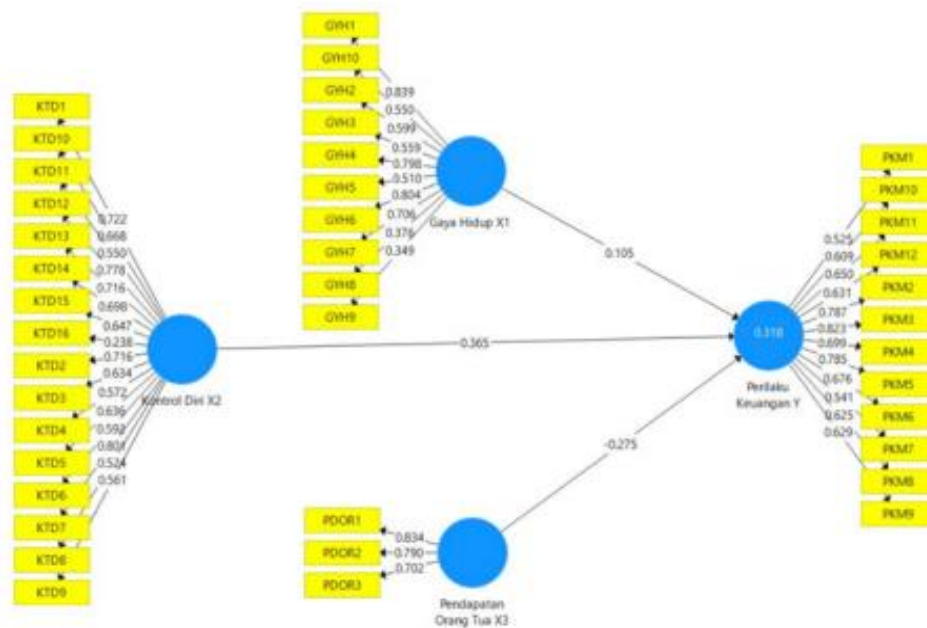 GYH1
GYH10
GYH2
GYH3
GYH4
GYH5
GYH6
GYH7
GYH8
GYH9
0.839
0.550
0.599
0.559
0.798
0.510
0.804
0.706
0.376
0.349
Gaya Hidup X1
KTD1
KTD10
KTD11
KTD12
KTD13
KTD14
KTD15
KTD16
KTD2
KTD3
KTD4
KTD5
KTD6
KTD7
KTD8
KTD9
0.722
0.668
0.550
0.778
0.716
0.698
0.647
0.238
0.716
0.634
0.572
0.636
0.592
0.801
0.524
0.561
Kontrol Diri X2
0.105
0.365
-0.275
PDOR1
PDOR2
PDOR3
0.834
0.790
0.702
Pendapatan
Orang Tua X3
0.318
Perilaku
Keuangan Y
0.525
0.609
0.650
0.631
0.787
0.823
0.699
0.785
0.676
0.541
0.625
0.629
PKM1
PKM10
PKM11
PKM12
PKM2
PKM3
PKM4
PKM5
PKM6
PKM7
PKM8
PKM9